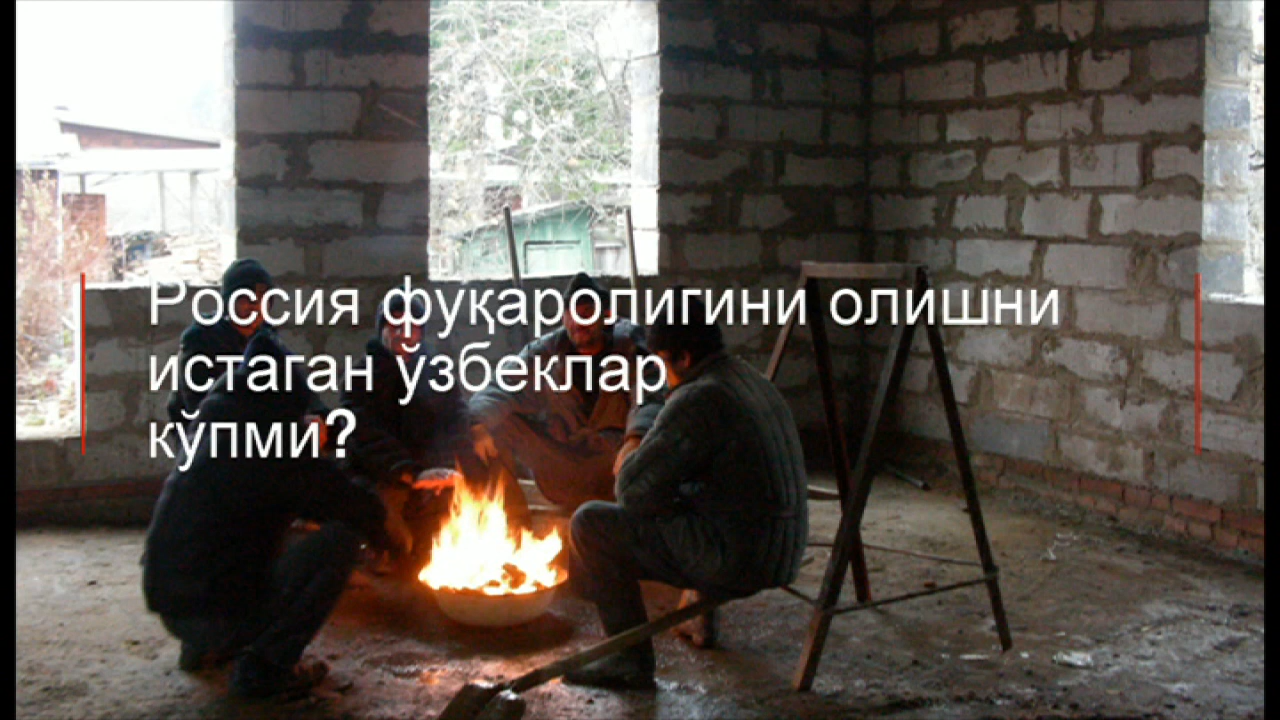 Россия фуқаролигини олишни
истаган ўзбеклар
кўпми?